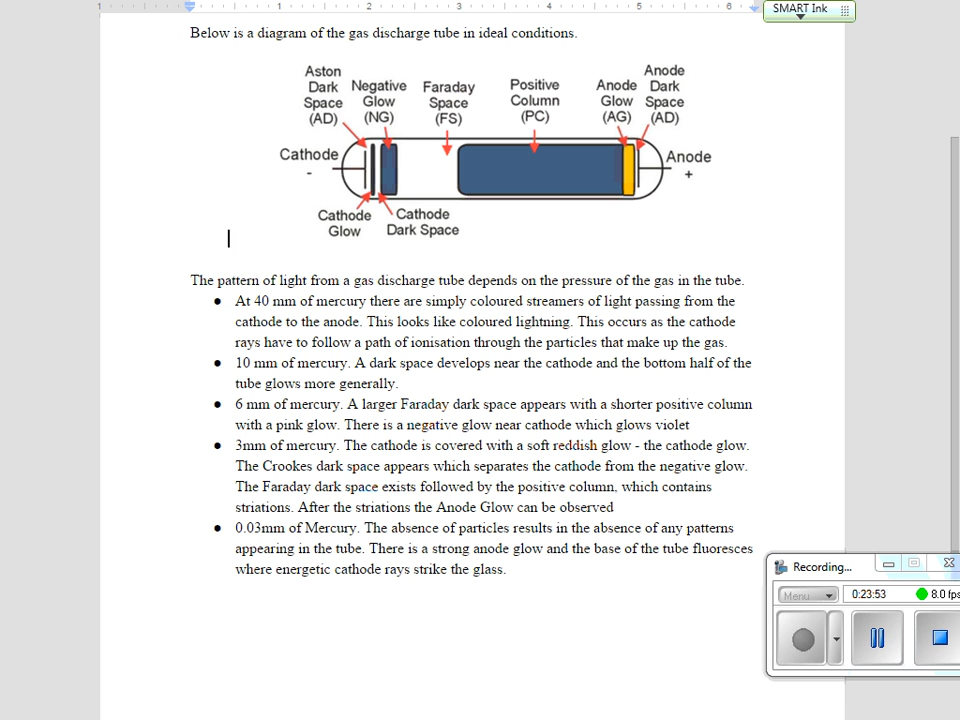 SMART Ink
1 1 2 3 4 5 6
Below is a diagram of the gas discharge tube in ideal conditions.
Aston Dark Space (AD)
Negative Glow (NG)
Faraday Space (FS)
Positive Column (PC)
Anode Glow (AG)
Anode Dark Space (AD)
Cathode -
Anode +
Cathode Glow
Cathode Dark Space
The pattern of light from a gas discharge tube depends on the pressure of the gas in the tube.
● At 40 mm of mercury there are simply coloured streamers of light passing from the
cathode to the anode. This looks like coloured lightning. This occurs as the cathode
rays have to follow a path of ionisation through the particles that make up the gas.
● 10 mm of mercury. A dark space develops near the cathode and the bottom half of the
tube glows more generally.
● 6 mm of mercury. A larger Faraday dark space appears with a shorter positive column
with a pink glow. There is a negative glow near cathode which glows violet
● 3mm of mercury. The cathode is covered with a soft reddish glow - the cathode glow.
The Crookes dark space appears which separates the cathode from the negative glow.
The Faraday dark space exists followed by the positive column, which contains
striations. After the striations the Anode Glow can be observed
● 0.03mm of Mercury. The absence of particles results in the absence of any patterns
appearing in the tube. There is a strong anode glow and the base of the tube fluoresces
where energetic cathode rays strike the glass.
Recording...
Menu 0:23:53 8.0 fps